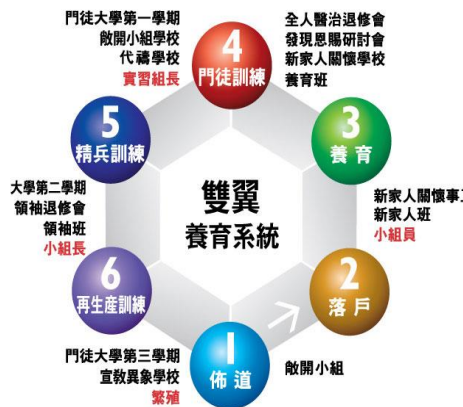 門徒大學第一學期
敞開小組學校
代禱學校
實習組長
4
門徒訓練
全人醫治退修會
發現恩賜研討會
新家人關懷學校
養育班
5
精兵訓練
3
養育
大學第二學期
領袖退修會
領袖班
小組長
雙翼
養育系統
新家人關懷事工
新家人班
小組員
6
再生產訓練
2
落戶
門徒大學第三學期
宣教異象學校
繁殖
1
佈道
敞開小組